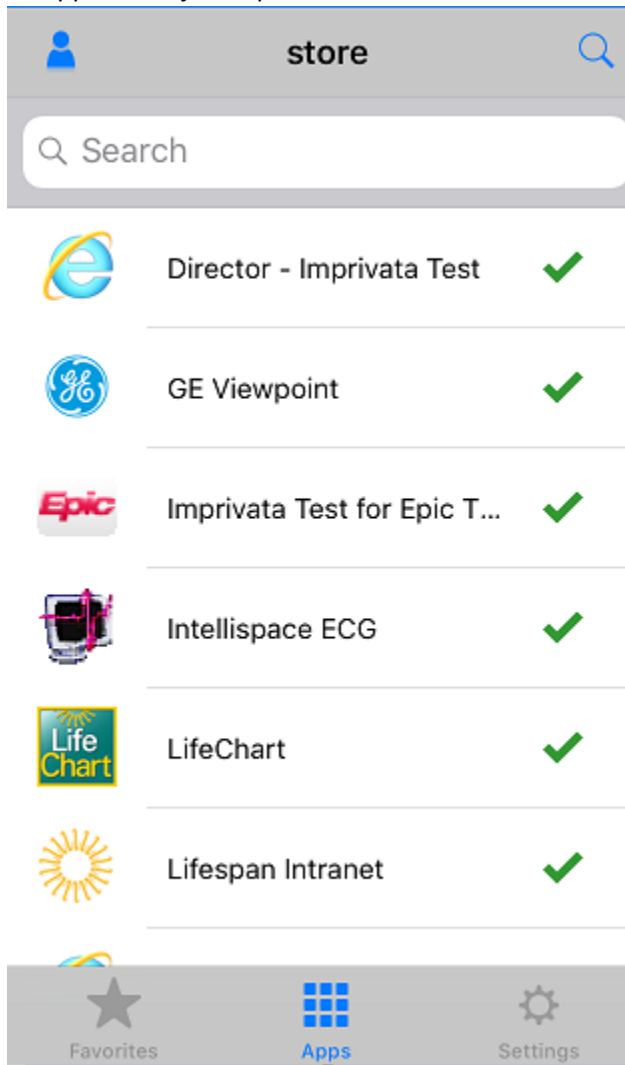 store
Search
Director - Imprivata Test
GE
GE Viewpoint
Epic
Imprivata Test for Epic T...
Intellispace ECG
Life
Chart
LifeChart
Lifespan Intranet
Favorites
Apps
Settings